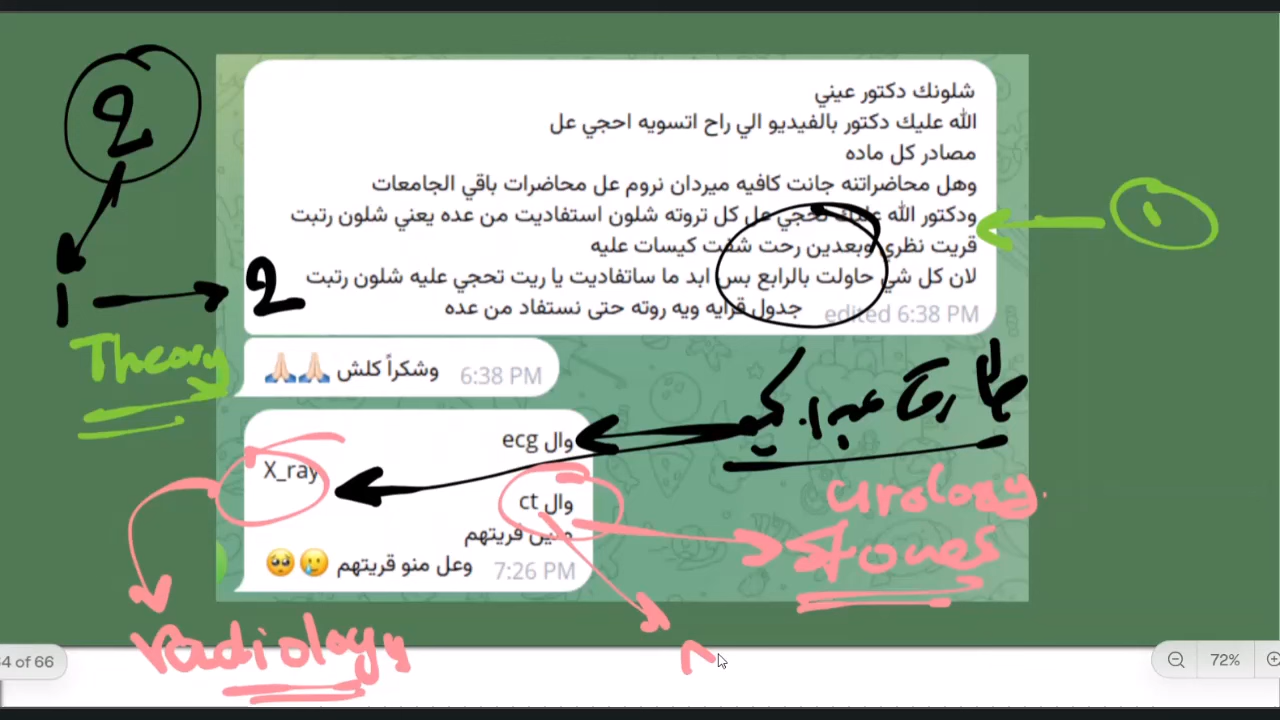 شلونك دكتور عيني
الله عليك دكتور بالفيديو الي راح اتسويه احجي عل
مصادر كل ماده
وهل محاضراتنه جانت كافيه ميردان نروم عل محاضرات باقي الجامعات
ودكتور الله عليك تحجي عل كل تروته شلون استفاديت من عده يعني شلون رتبت
قريت نظري وبعدين رحت شفت كيسات عليه
لان كل شي حاولت بالرابع بس ابد ما ساتفاديت يا ريت تحجي عليه شلون رتبت
جدول قرايه ويه روته حتى نستفاد من عده
edited 6:38 PM
وشكراً كلش 🙏🏻🙏🏻 6:38 PM
وال ecg
X_ray
وال ct
منين قريتهم
وعل منو قريتهم 🥲🥺 7:26 PM
2
1 → 2
Theory
1
urology
stones
radiology
of 66
72%